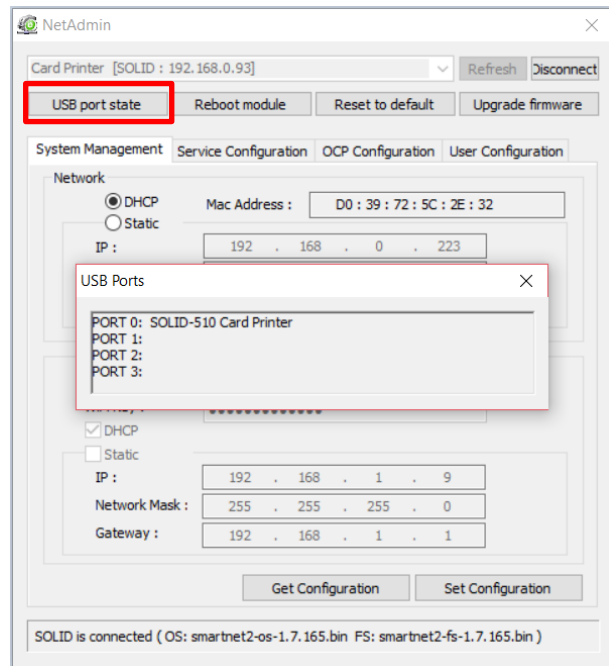 NetAdmin
Card Printer [SOLID : 192.168.0.93] Refresh Disconnect
USB port state Reboot module Reset to default Upgrade firmware
System Management Service Configuration OCP Configuration User Configuration
Network
DHCP Mac Address : D0 : 39 : 72 : 5C : 2E : 32
Static
IP : 192 . 168 . 0 . 223
USB Ports
PORT 0: SOLID-510 Card Printer
PORT 1:
PORT 2:
PORT 3:
DHCP
Static
IP : 192 . 168 . 1 . 9
Network Mask : 255 . 255 . 255 . 0
Gateway : 192 . 168 . 1 . 1
Get Configuration Set Configuration
SOLID is connected ( OS: smartnet2-os-1.7.165.bin FS: smartnet2-fs-1.7.165.bin )